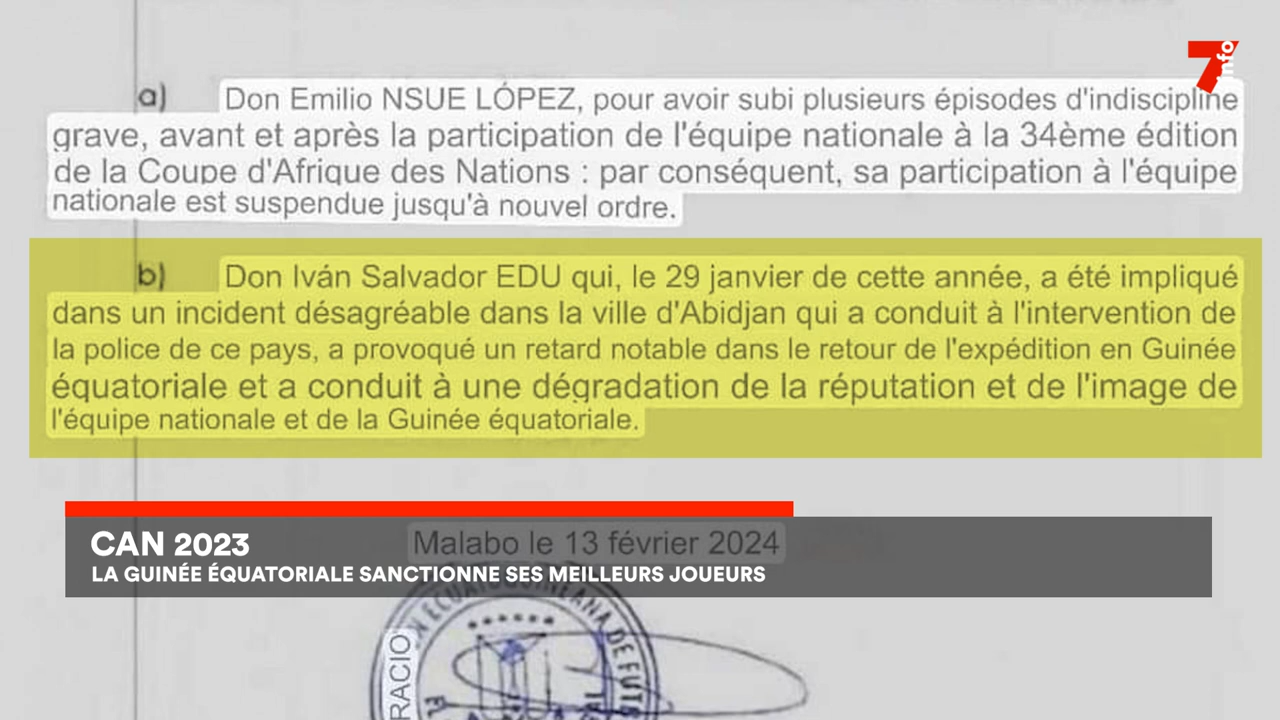 7info
a) Don Emilio NSUE LÓPEZ, pour avoir subi plusieurs épisodes d'indiscipline
grave, avant et après la participation de l'équipe nationale à la 34ème édition
de la Coupe d'Afrique des Nations : par conséquent, sa participation à l'équipe
nationale est suspendue jusqu'à nouvel ordre.
b) Don Iván Salvador EDU qui, le 29 janvier de cette année, a été impliqué
dans un incident désagréable dans la ville d'Abidjan qui a conduit à l'intervention de
la police de ce pays, a provoqué un retard notable dans le retour de l'expédition en Guinée
équatoriale et a conduit à une dégradation de la réputation et de l'image de
l'équipe nationale et de la Guinée équatoriale.
CAN 2023
Malabo le 13 février 2024
LA GUINÉE ÉQUATORIALE SANCTIONNE SES MEILLEURS JOUEURS
RACIO